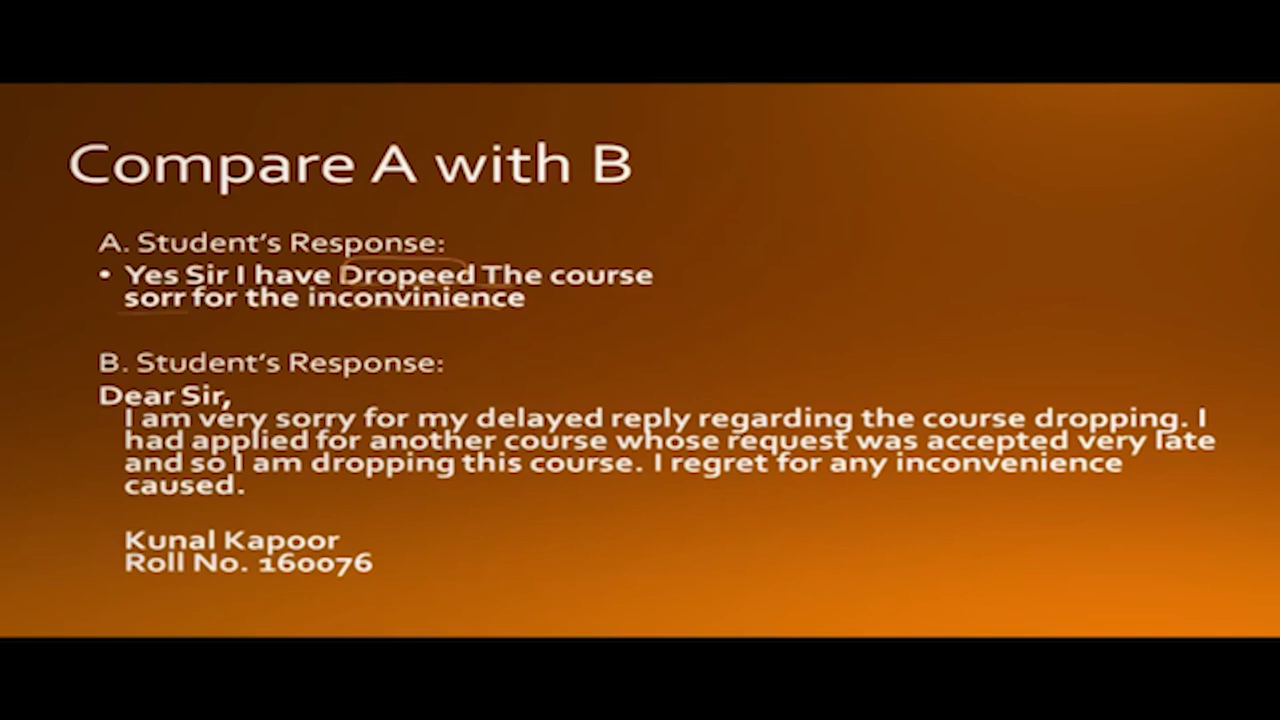 Compare A with B
A. Student's Response:
• Yes Sir I have Dropeed The course
sorr for the inconvinience
B. Student's Response:
Dear Sir,
I am very sorry for my delayed reply regarding the course dropping. I
had applied for another course whose request was accepted very late
and so I am dropping this course. I regret for any inconvenience
caused.
Kunal Kapoor
Roll No. 160076